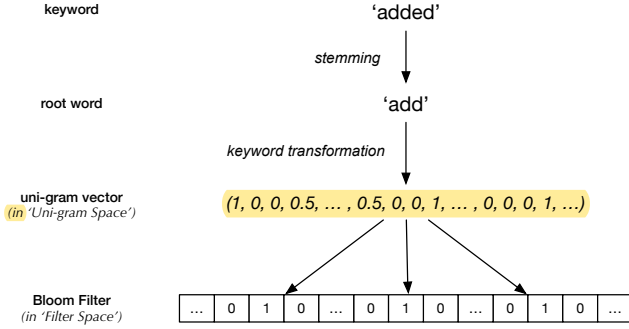 keyword 'added'
stemming
root word 'add'
keyword transformation
uni-gram vector
(in 'Uni-gram Space')
(1, 0, 0, 0.5, ... , 0.5, 0, 0, 1, ... , 0, 0, 0, 1, ...)
Bloom Filter
(in 'Filter Space')
... 0 1 0 ... 0 1 0 ... 0 1 0 ...